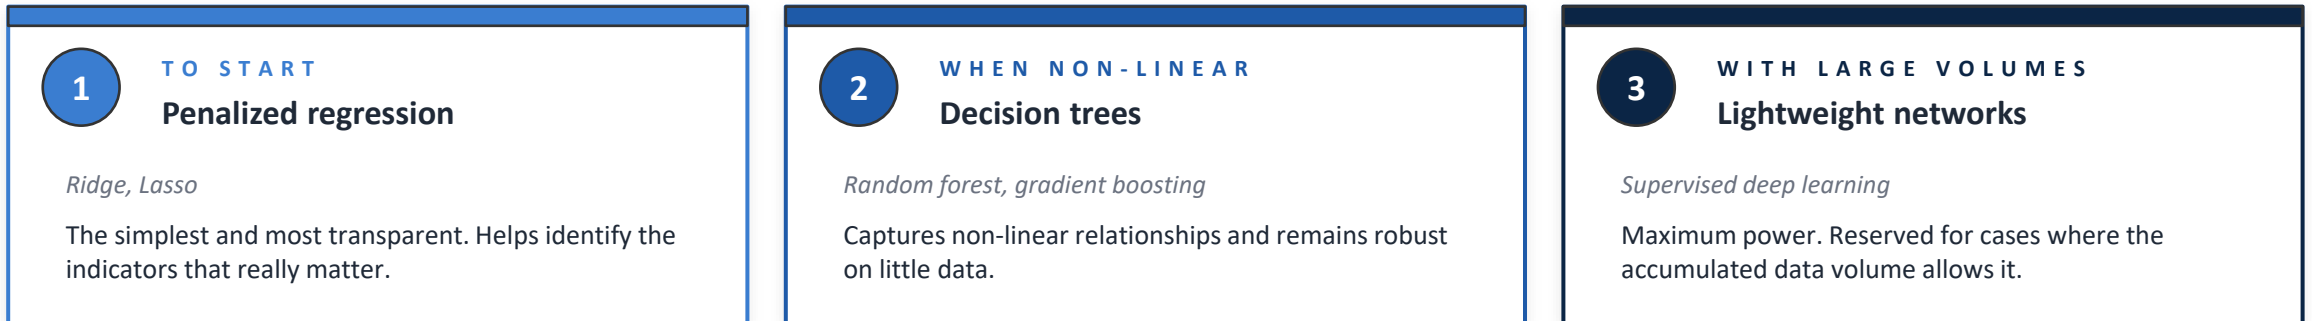 1
TO START
Penalized regression
Ridge, Lasso
The simplest and most transparent. Helps identify the
indicators that really matter.
2
WHEN NON-LINEAR
Decision trees
Random forest, gradient boosting
Captures non-linear relationships and remains robust
on little data.
3
WITH LARGE VOLUMES
Lightweight networks
Supervised deep learning
Maximum power. Reserved for cases where the
accumulated data volume allows it.